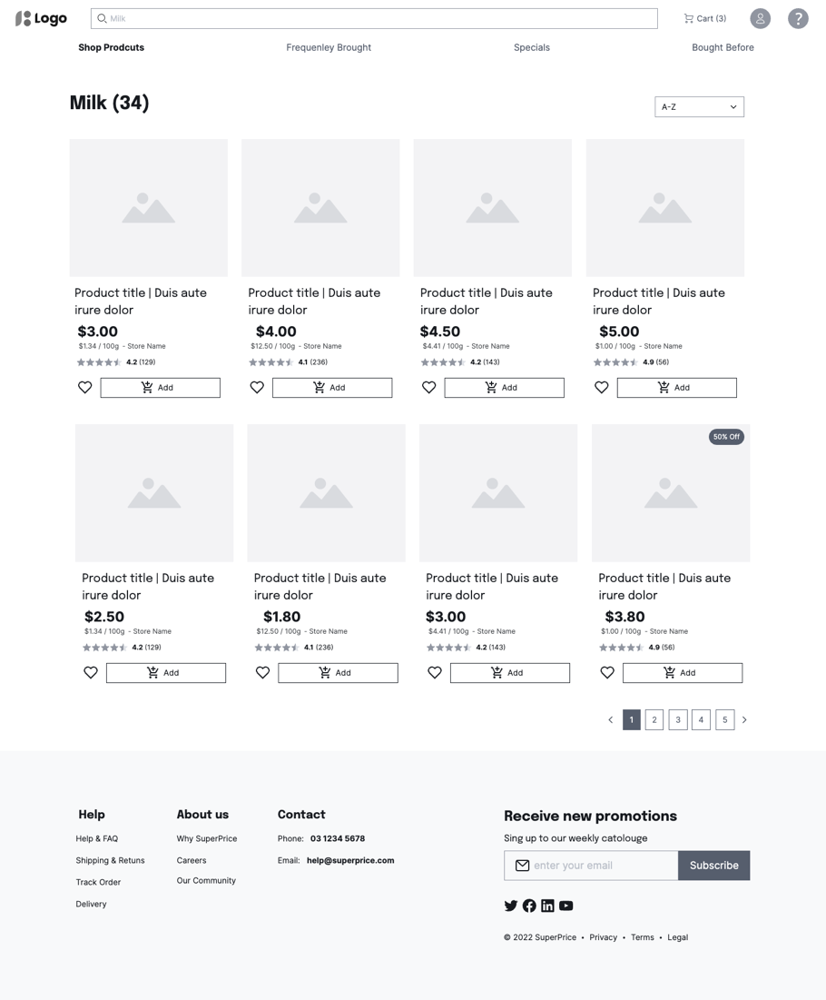 Logo
Milk
Cart (3)
?
Shop Prodcuts
Frequenley Brought
Specials
Bought Before
Milk (34)
A-Z
Product title | Duis aute
irure dolor
$3.00
$1.34 / 100g - Store Name
4.2 (129)
Add
Product title | Duis aute
irure dolor
$4.00
$12.50 / 100g - Store Name
4.1 (236)
Add
Product title | Duis aute
irure dolor
$4.50
$4.41 / 100g - Store Name
4.2 (143)
Add
Product title | Duis aute
irure dolor
$5.00
$1.00 / 100g - Store Name
4.9 (56)
Add
Product title | Duis aute
irure dolor
$2.50
$1.34 / 100g - Store Name
4.2 (129)
Add
Product title | Duis aute
irure dolor
$1.80
$12.50 / 100g - Store Name
4.1 (236)
Add
Product title | Duis aute
irure dolor
$3.00
$4.41 / 100g - Store Name
4.2 (143)
Add
50% Off
Product title | Duis aute
irure dolor
$3.80
$1.00 / 100g - Store Name
4.9 (56)
Add
1 2 3 4 5
Help
Help & FAQ
Shipping & Retuns
Track Order
Delivery
About us
Why SuperPrice
Careers
Our Community
Contact
Phone: 03 1234 5678
Email: help@superprice.com
Receive new promotions
Sing up to our weekly catolouge
enter your email
Subscribe
© 2022 SuperPrice • Privacy • Terms • Legal